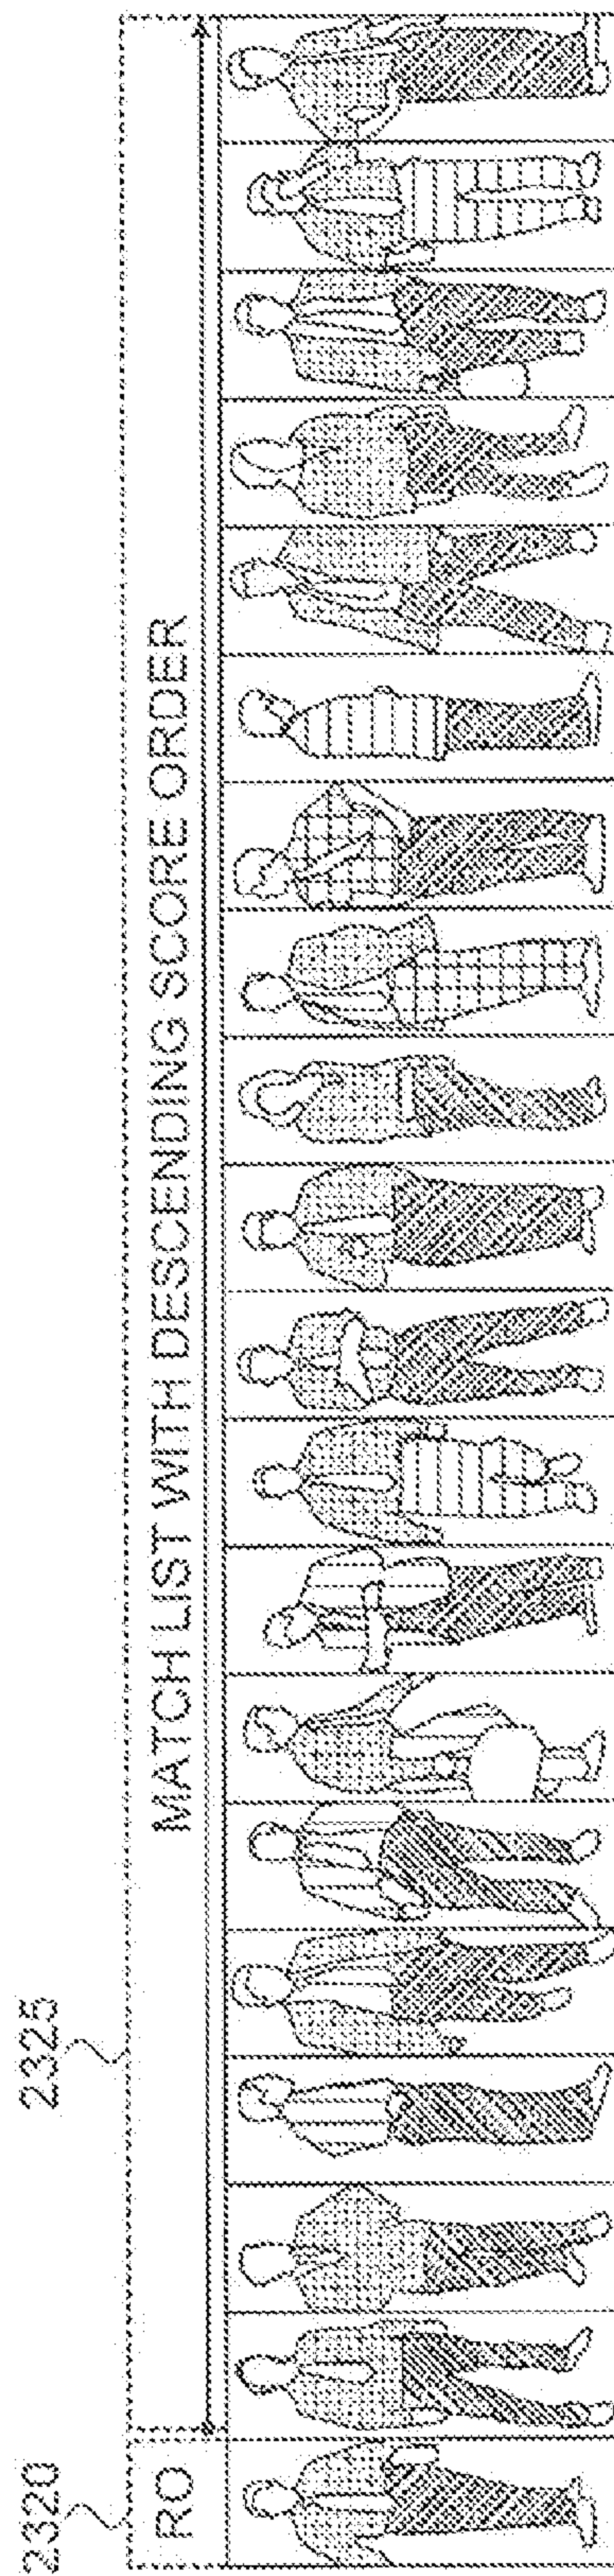 2320
2325
RO
MATCH LIST WITH DESCENDING SCORE ORDER